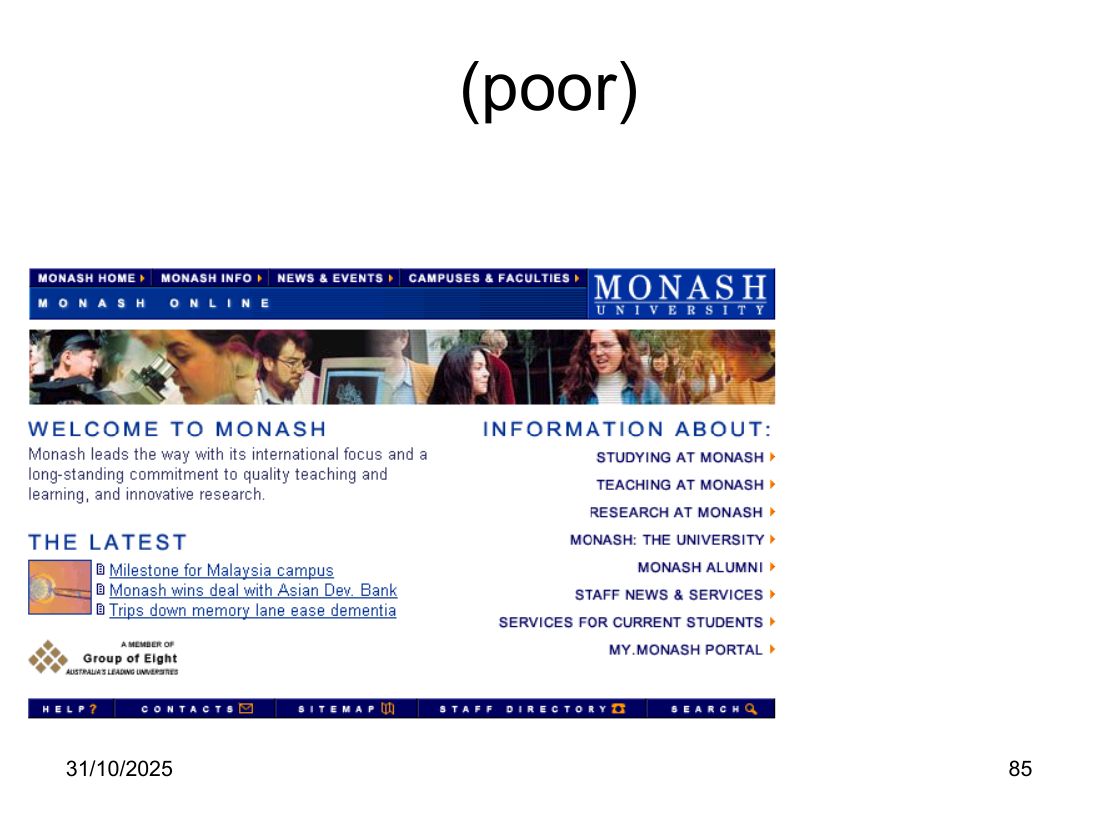 (poor)
MONASH HOME MONASH INFO NEWS & EVENTS CAMPUSES & FACULTIES
MONASH ONLINE
MONASH
UNIVERSITY
WELCOME TO MONASH
Monash leads the way with its international focus and a
long-standing commitment to quality teaching and
learning, and innovative research.
THE LATEST
Milestone for Malaysia campus
Monash wins deal with Asian Dev. Bank
Trips down memory lane ease dementia
A MEMBER OF
Group of Eight
AUSTRALIA'S LEADING UNIVERSITIES
INFORMATION ABOUT:
STUDYING AT MONASH
TEACHING AT MONASH
RESEARCH AT MONASH
MONASH: THE UNIVERSITY
MONASH ALUMNI
STAFF NEWS & SERVICES
SERVICES FOR CURRENT STUDENTS
MY.MONASH PORTAL
HELP? CONTACTS SITEMAP STAFF DIRECTORY SEARCH
31/10/2025
85